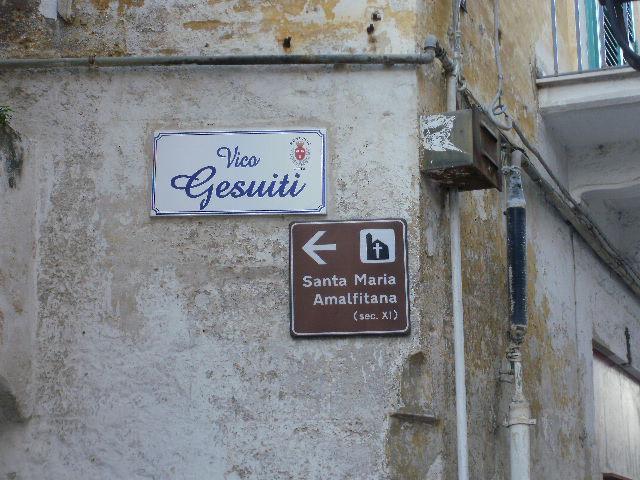 Vico
Gesuiti
Santa Maria
Amalfitana
(sec. XI)